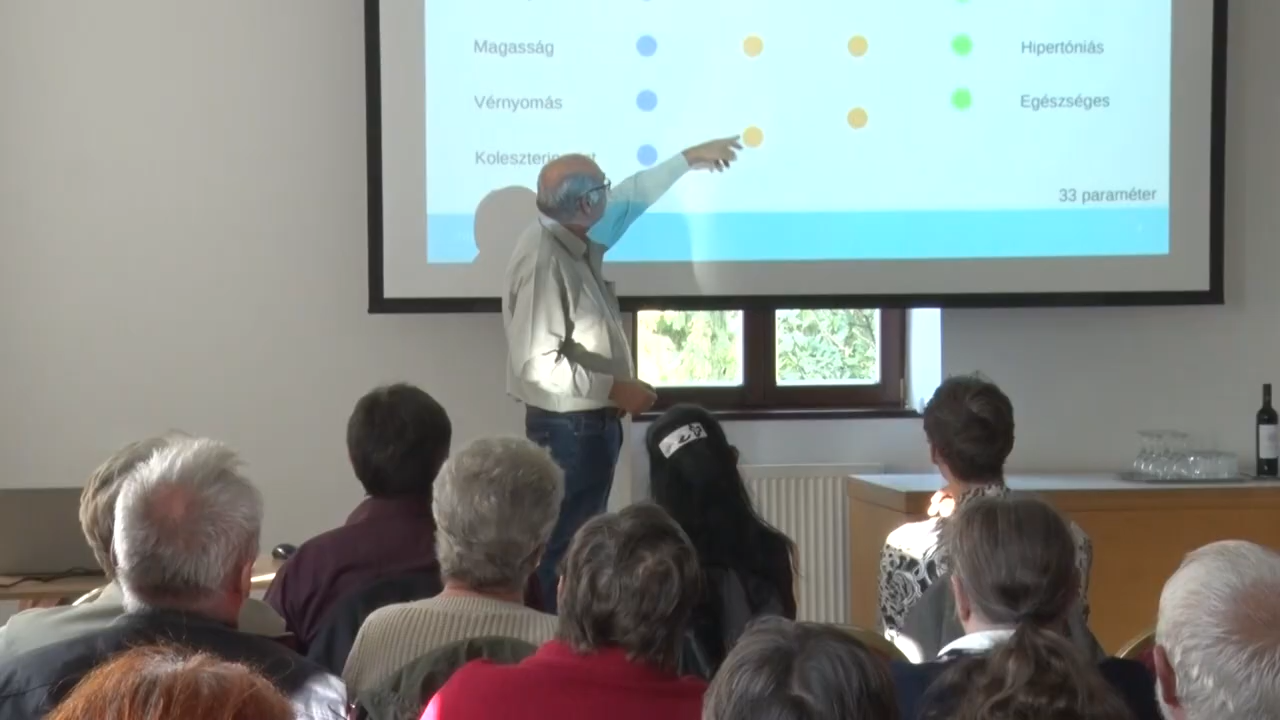 Magasság
Hipertóniás
Vérnyomás
Egészséges
33 paraméter